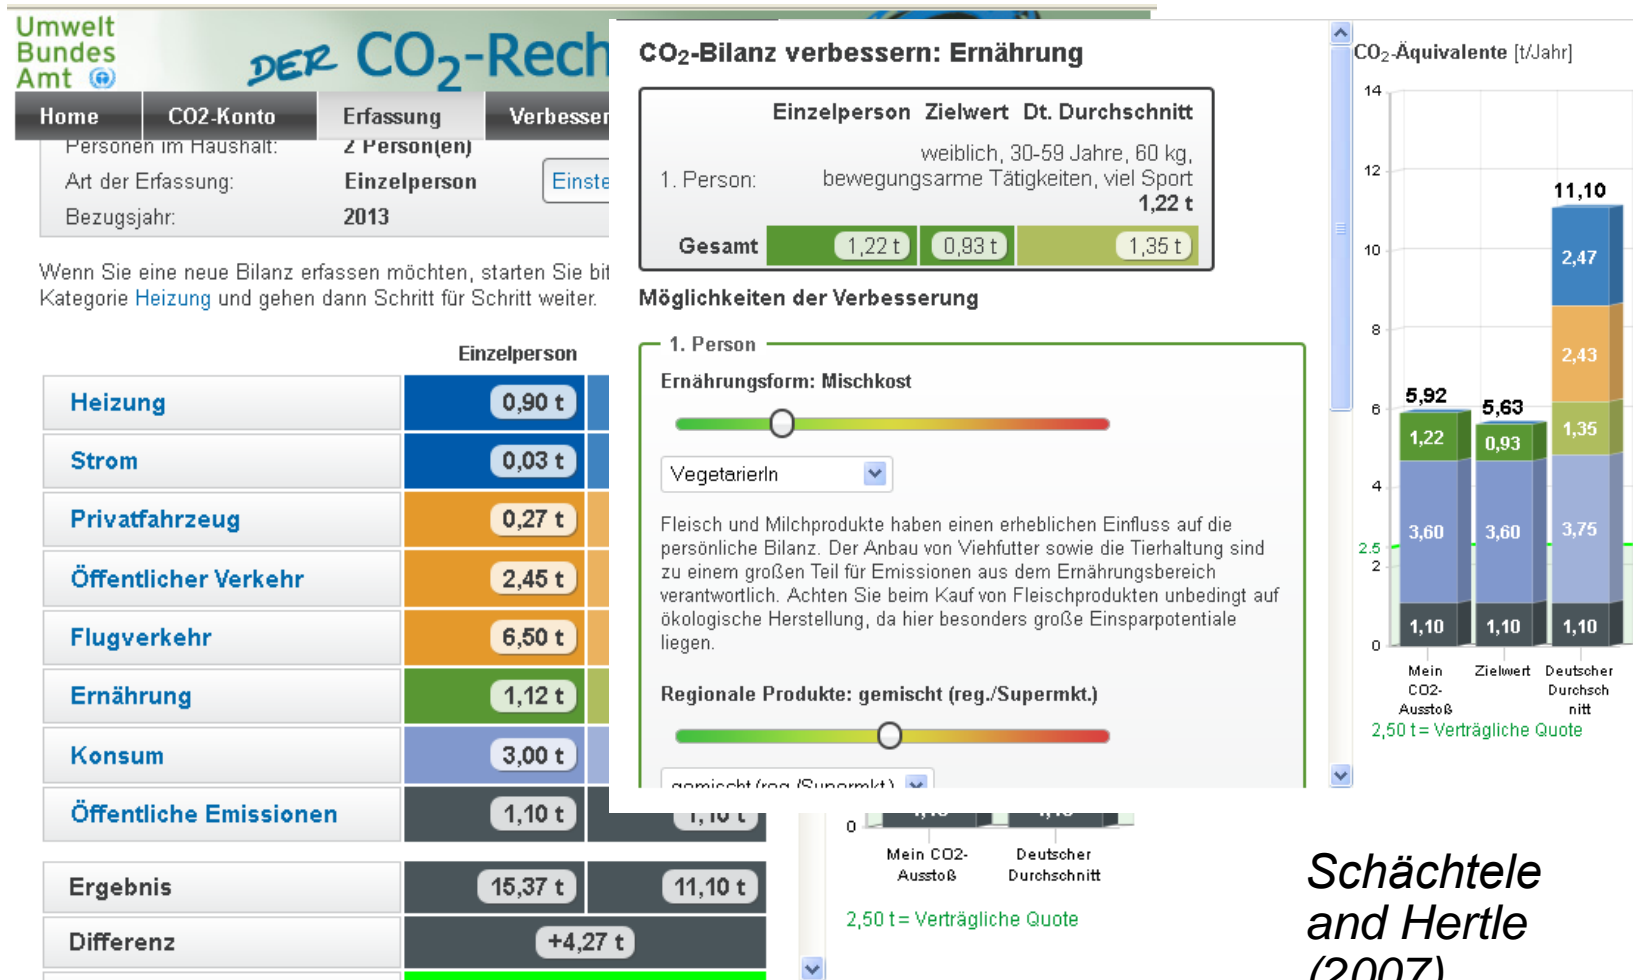 Umwelt
Bundes
Amt
DER CO₂-Rech
Home CO2-Konto Erfassung Verbesser
Personen im Haushalt: 2 Person(en)
Art der Erfassung: Einzelperson Einste
Bezugsjahr: 2013
Wenn Sie eine neue Bilanz erfassen möchten, starten Sie bit
Kategorie Heizung und gehen dann Schritt für Schritt weiter.
Einzelperson
Heizung 0,90 t
Strom 0,03 t
Privatfahrzeug 0,27 t
Öffentlicher Verkehr 2,45 t
Flugverkehr 6,50 t
Ernährung 1,12 t
Konsum 3,00 t
Öffentliche Emissionen 1,10 t 1,10 t
Ergebnis 15,37 t 11,10 t
Differenz +4,27 t
CO₂-Bilanz verbessern: Ernährung
Einzelperson Zielwert Dt. Durchschnitt
weiblich, 30-59 Jahre, 60 kg,
1. Person: bewegungsarme Tätigkeiten, viel Sport
1,22 t
Gesamt 1,22 t 0,93 t 1,35 t
Möglichkeiten der Verbesserung
1. Person
Ernährungsform: Mischkost
VegetarierIn
Fleisch und Milchprodukte haben einen erheblichen Einfluss auf die
persönliche Bilanz. Der Anbau von Viehfutter sowie die Tierhaltung sind
zu einem großen Teil für Emissionen aus dem Ernährungsbereich
verantwortlich. Achten Sie beim Kauf von Fleischprodukten unbedingt auf
ökologische Herstellung, da hier besonders große Einsparpotentiale
liegen.
Regionale Produkte: gemischt (reg./Supermkt.)
gemischt (reg./Supermkt.)
CO₂-Äquivalente [t/Jahr]
14
12
11,10
10
2,47
8
2,43
5,92 5,63
6
1,22 0,93 1,35
4
3,60 3,60 3,75
2.5
2
1,10 1,10 1,10
0
Mein Zielwert Deutscher
CO2- Durchsch
Ausstoß nitt
2,50 t = Verträgliche Quote
0 1,10 1,10
Mein CO2- Deutscher
Ausstoß Durchschnitt
2,50 t = Verträgliche Quote
Schächtele
and Hertle
(2007)